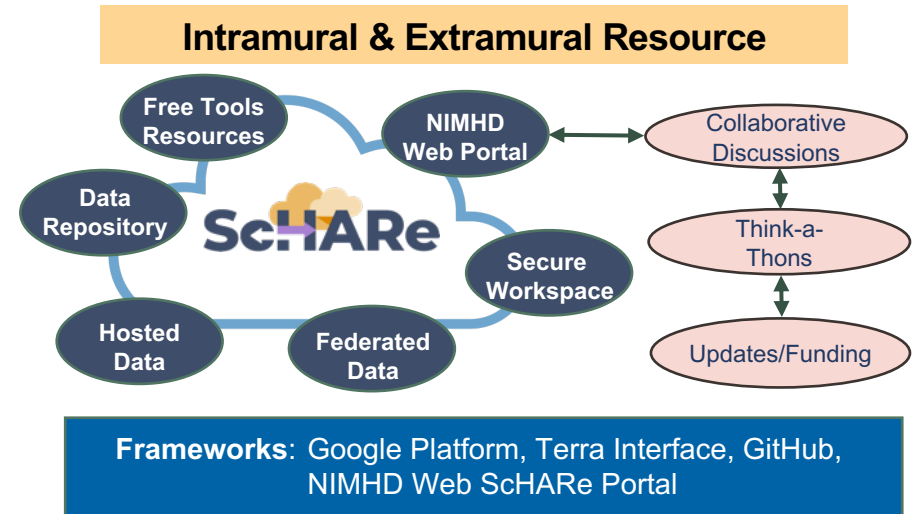 Intramural & Extramural Resource
Free Tools
Resources
NIMHD
Web Portal
Collaborative
Discussions
Data
Repository
ScHARe
Think-a-
Thons
Secure
Workspace
Hosted
Data
Federated
Data
Updates/Funding
Frameworks: Google Platform, Terra Interface, GitHub,
NIMHD Web ScHARe Portal